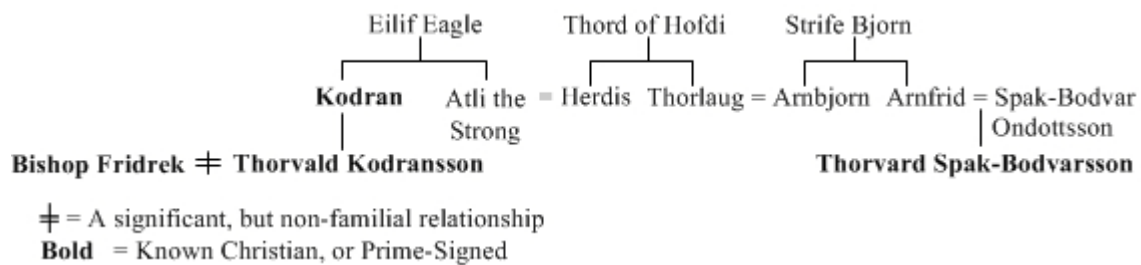 Eilif Eagle Thord of Hofdi Strife Bjorn
Kodran Atli the = Herdis Thorlaug = Arnbjorn Arnfrid = Spak-Bodvar
Strong Ondottsson
Bishop Fridrek ⋕ Thorvald Kodransson Thorvard Spak-Bodvarsson
⋕ = A significant, but non-familial relationship
Bold = Known Christian, or Prime-Signed